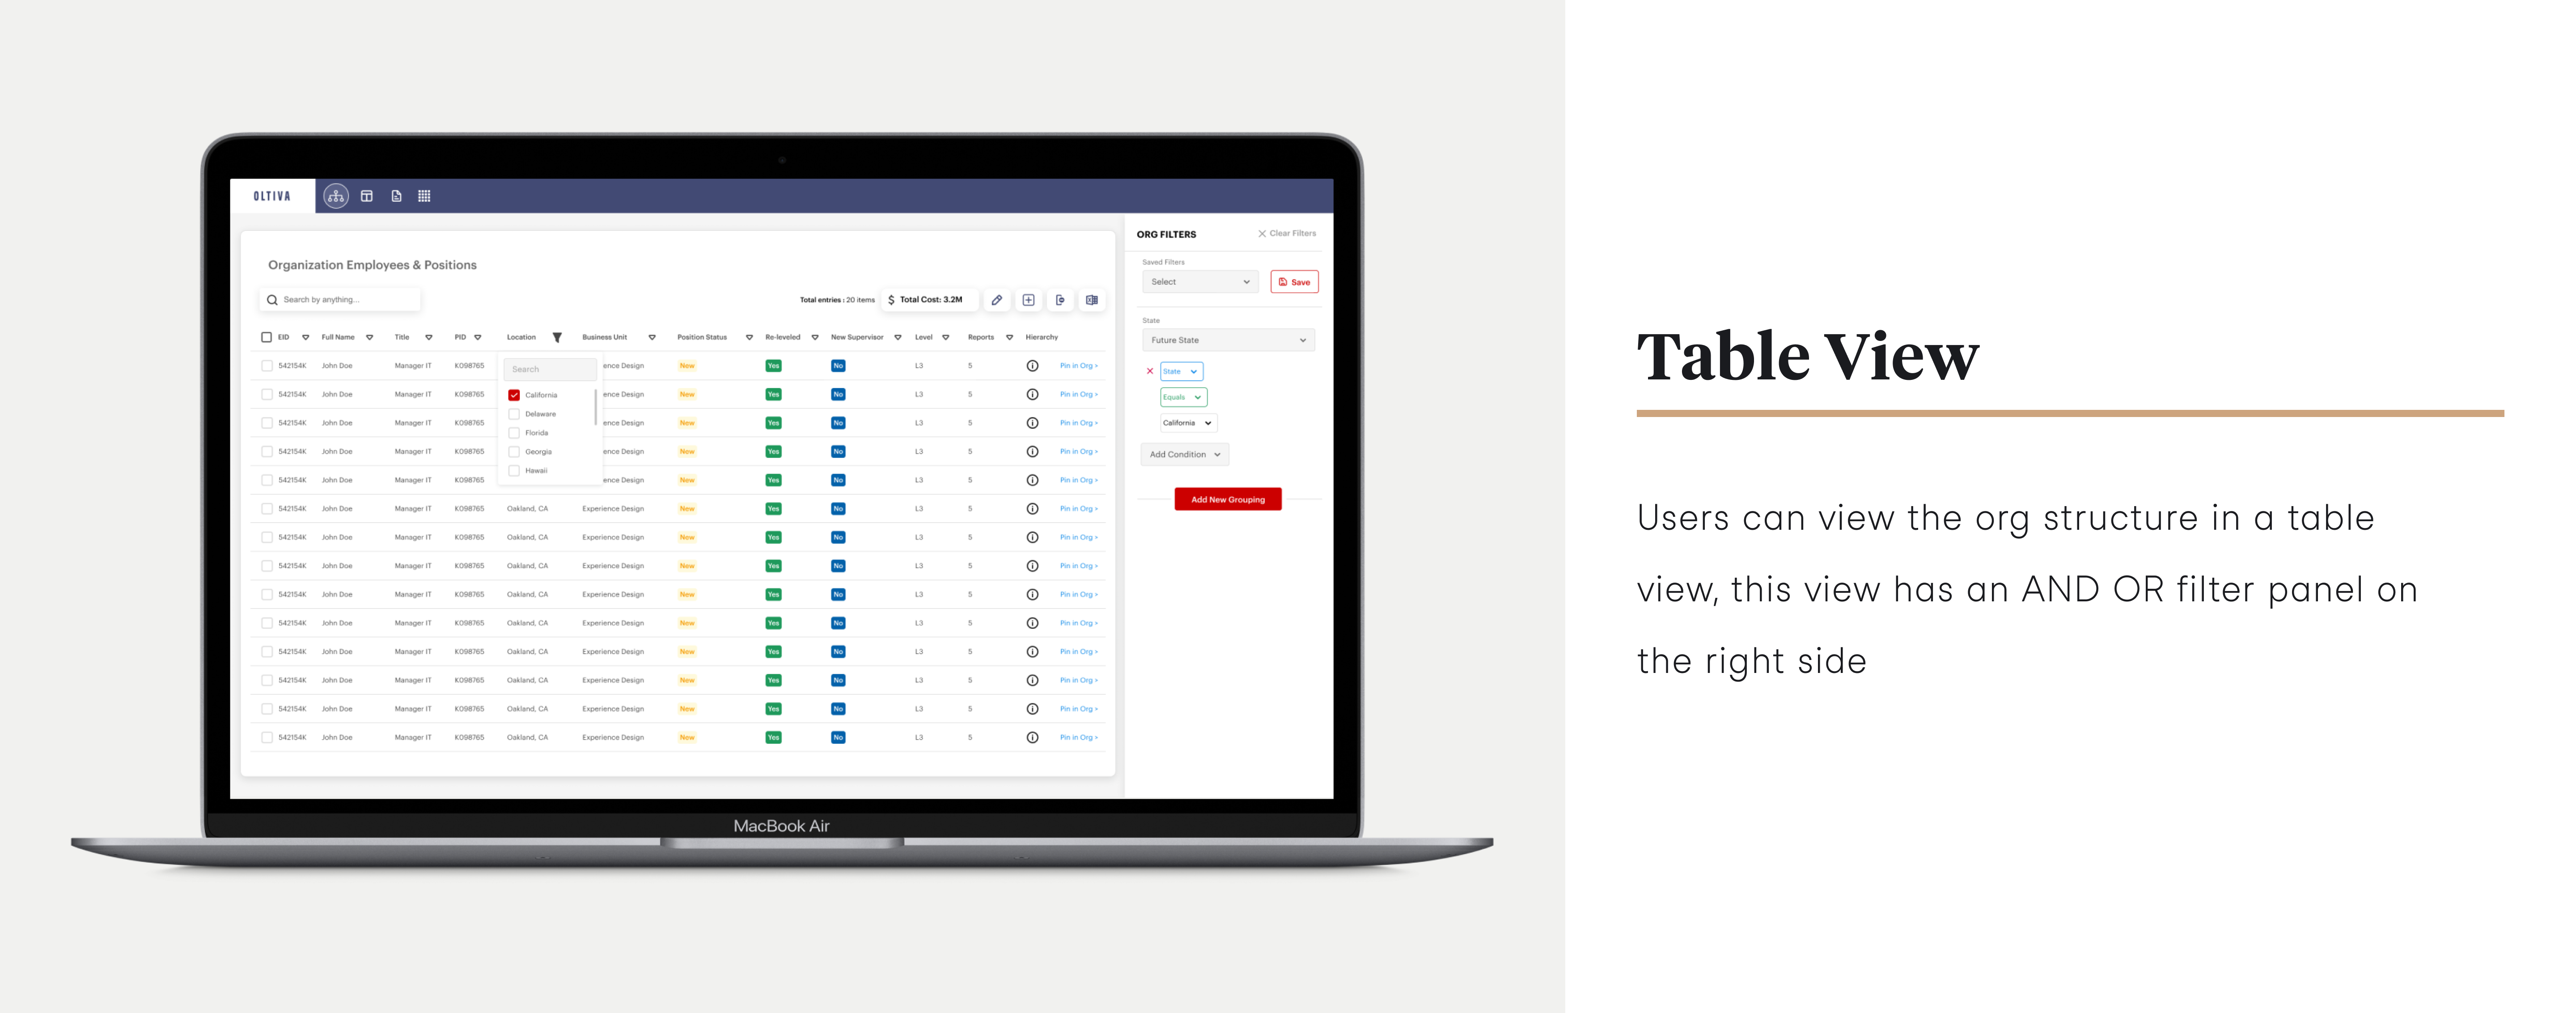 OLTIVA
Organization Employees & Positions
Search by anything...
Total entries : 20 items
$ Total Cost: 3.2M
EID Full Name Title PID Location Business Unit Position Status Re-leveled New Supervisor Level Reports Hierarchy
542154K John Doe Manager IT K098765 ence Design New Yes No L3 5 Pin in Org >
542154K John Doe Manager IT K098765 ence Design New Yes No L3 5 Pin in Org >
542154K John Doe Manager IT K098765 ence Design New Yes No L3 5 Pin in Org >
542154K John Doe Manager IT K098765 ence Design New Yes No L3 5 Pin in Org >
542154K John Doe Manager IT K098765 ence Design New Yes No L3 5 Pin in Org >
Search
California
Delaware
Florida
Georgia
Hawaii
542154K John Doe Manager IT K098765 Oakland, CA Experience Design New Yes No L3 5 Pin in Org >
542154K John Doe Manager IT K098765 Oakland, CA Experience Design New Yes No L3 5 Pin in Org >
542154K John Doe Manager IT K098765 Oakland, CA Experience Design New Yes No L3 5 Pin in Org >
542154K John Doe Manager IT K098765 Oakland, CA Experience Design New Yes No L3 5 Pin in Org >
542154K John Doe Manager IT K098765 Oakland, CA Experience Design New Yes No L3 5 Pin in Org >
542154K John Doe Manager IT K098765 Oakland, CA Experience Design New Yes No L3 5 Pin in Org >
542154K John Doe Manager IT K098765 Oakland, CA Experience Design New Yes No L3 5 Pin in Org >
542154K John Doe Manager IT K098765 Oakland, CA Experience Design New Yes No L3 5 Pin in Org >
542154K John Doe Manager IT K098765 Oakland, CA Experience Design New Yes No L3 5 Pin in Org >
ORG FILTERS
Clear Filters
Saved Filters
Select
Save
State
Future State
State
Equals
California
Add Condition
Add New Grouping
MacBook Air
Table View
Users can view the org structure in a table
view, this view has an AND OR filter panel on
the right side